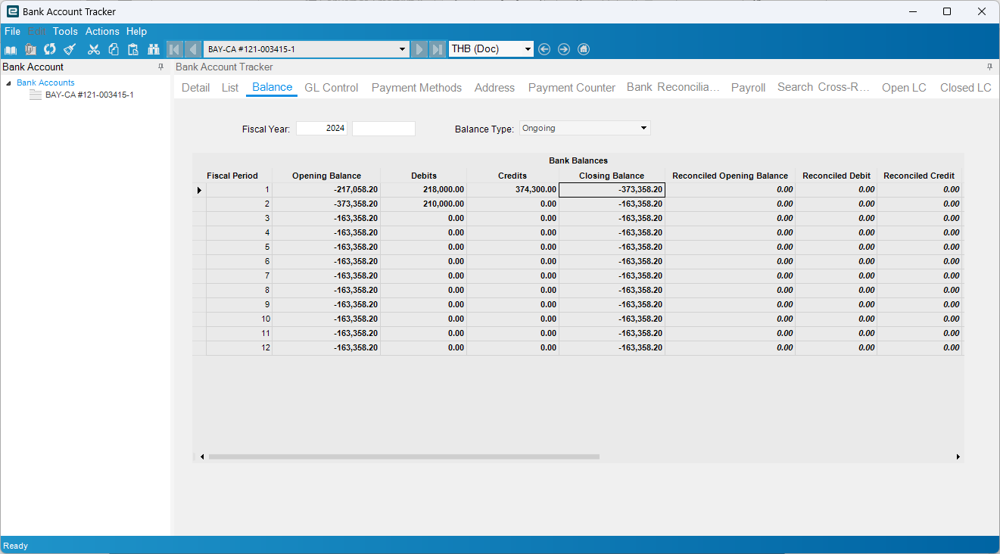 Bank Account Tracker
File Edit Tools Actions Help
BAY-CA #121-003415-1 THB (Doc)
Bank Account
Bank Accounts
BAY-CA #121-003415-1
Bank Account Tracker
Detail List Balance GL Control Payment Methods Address Payment Counter Bank Reconcilia... Payroll Search Cross-R... Open LC Closed LC
Fiscal Year: 2024 Balance Type: Ongoing
Bank Balances
Fiscal Period Opening Balance Debits Credits Closing Balance Reconciled Opening Balance Reconciled Debit Reconciled Credit
1 -217,058.20 218,000.00 374,300.00 -373,358.20 0.00 0.00 0.00
2 -373,358.20 210,000.00 0.00 -163,358.20 0.00 0.00 0.00
3 -163,358.20 0.00 0.00 -163,358.20 0.00 0.00 0.00
4 -163,358.20 0.00 0.00 -163,358.20 0.00 0.00 0.00
5 -163,358.20 0.00 0.00 -163,358.20 0.00 0.00 0.00
6 -163,358.20 0.00 0.00 -163,358.20 0.00 0.00 0.00
7 -163,358.20 0.00 0.00 -163,358.20 0.00 0.00 0.00
8 -163,358.20 0.00 0.00 -163,358.20 0.00 0.00 0.00
9 -163,358.20 0.00 0.00 -163,358.20 0.00 0.00 0.00
10 -163,358.20 0.00 0.00 -163,358.20 0.00 0.00 0.00
11 -163,358.20 0.00 0.00 -163,358.20 0.00 0.00 0.00
12 -163,358.20 0.00 0.00 -163,358.20 0.00 0.00 0.00
Ready